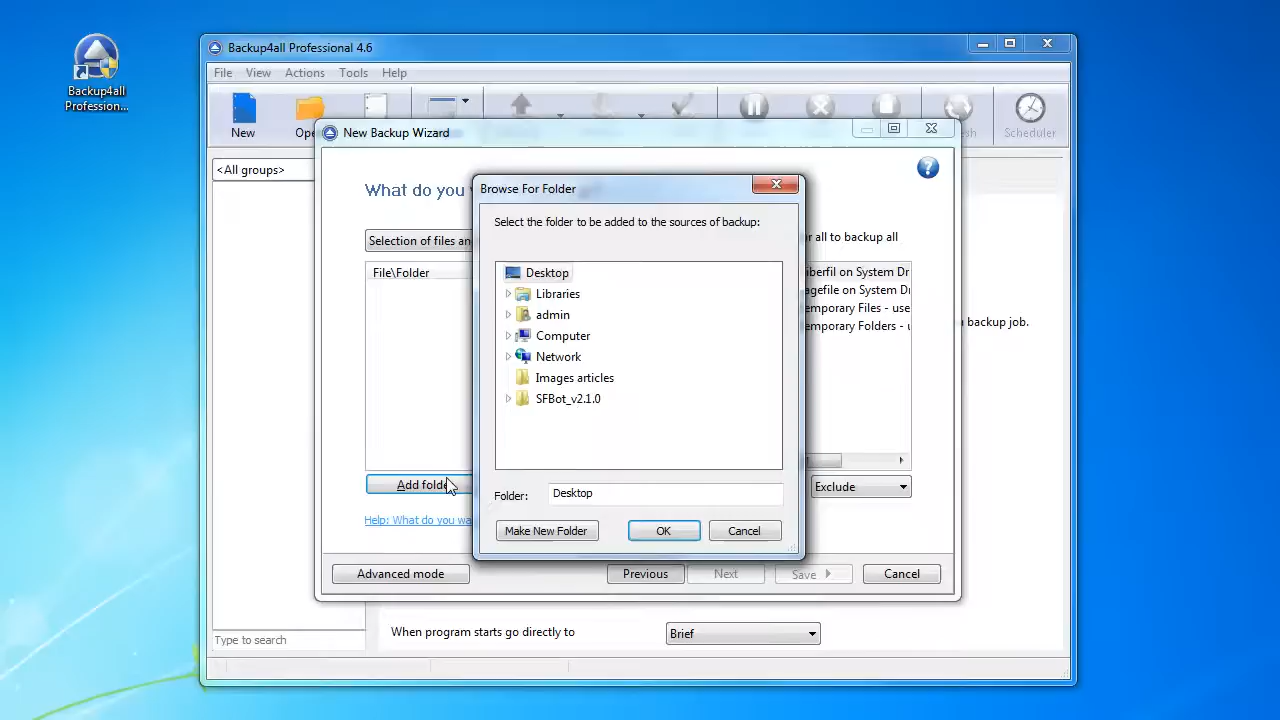 Backup4all
Profession...
Backup4all Professional 4.6
File View Actions Tools Help
New
Scheduler
New Backup Wizard
<All groups>
What do you
Browse For Folder
Select the folder to be added to the sources of backup:
Selection of files an
or all to backup all
File\Folder
Desktop
Libraries
admin
Computer
Network
Images articles
SFBot_v2.1.0
iberfil on System Dr
agefile on System Dr
emporary Files - use
emporary Folders - u
backup job.
Add folde
Exclude
Folder: Desktop
Help: What do you wa
Make New Folder OK Cancel
Advanced mode Previous Next Save Cancel
When program starts go directly to Brief
Type to search